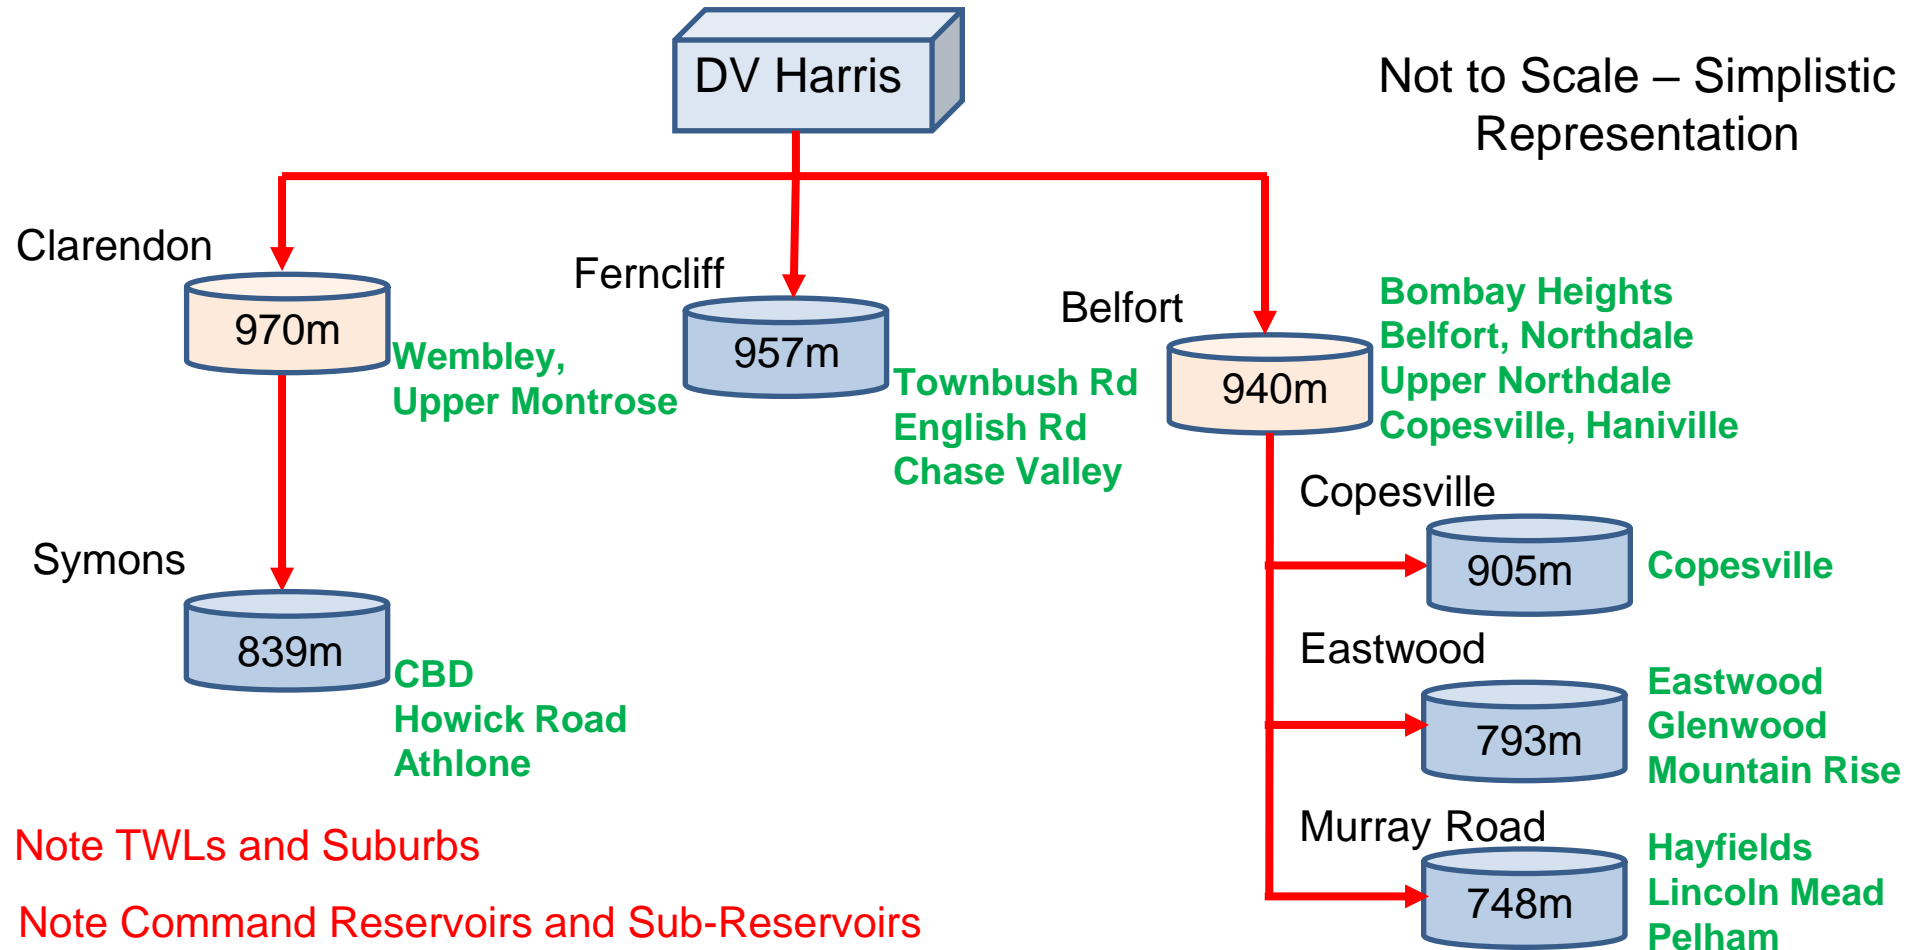 DV Harris
Not to Scale – Simplistic
Representation
Clarendon
970m
Wembley,
Upper Montrose
Ferncliff
957m
Townbush Rd
English Rd
Chase Valley
Belfort
940m
Bombay Heights
Belfort, Northdale
Upper Northdale
Copesville, Haniville
Symons
839m
CBD
Howick Road
Athlone
Copesville
905m
Copesville
Eastwood
793m
Eastwood
Glenwood
Mountain Rise
Murray Road
748m
Hayfields
Lincoln Mead
Pelham
Note TWLs and Suburbs
Note Command Reservoirs and Sub-Reservoirs